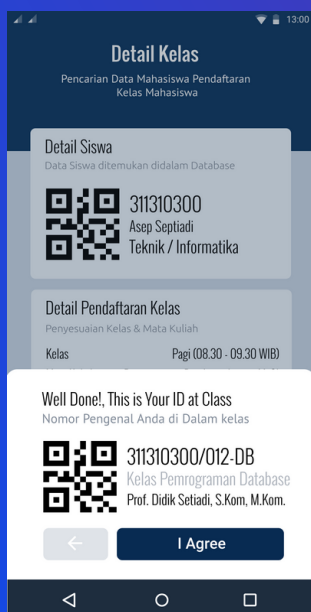 13:00
Detail Kelas
Pencarian Data Mahasiswa Pendaftaran
Kelas Mahasiswa
Detail Siswa
Data Siswa ditemukan didalam Database
311310300
Asep Septiadi
Teknik / Informatika
Detail Pendaftaran Kelas
Penyesuaian Kelas & Mata Kuliah
Kelas Pagi (08.30 - 09.30 WIB)
Well Done!, This is Your ID at Class
Nomor Pengenal Anda di Dalam kelas
311310300/012-DB
Kelas Pemrograman Database
Prof. Didik Setiadi, S.Kom, M.Kom.
I Agree